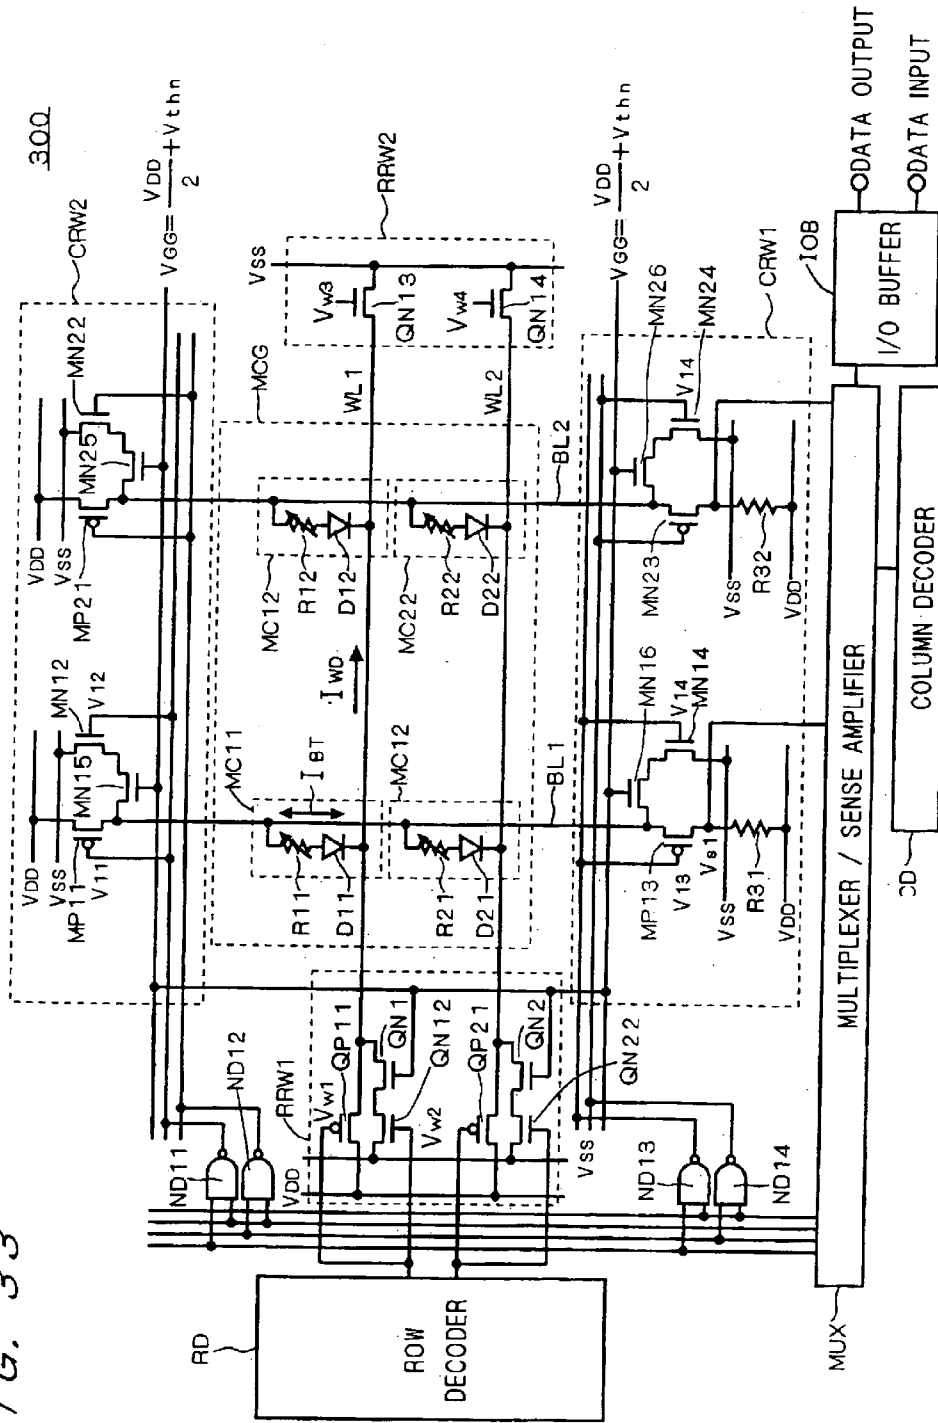 FIG. 33
300
CRW2
VDD
VSS
MP11
V11
MN15
MN12
V12
VDD
VSS
MP21
MN25
MN22
VGG= VDD/2 +Vthn
ND11
ND12
RRW1
VDD
Vw1
QP11
QN1
QN12
Vw2
QP21
QN2
QN22
VSS
MCG
MC11
R11
D11
IBT
IWD
MC12
R12
D12
MC12
R21
D21
MC22
R22
D22
WL1
WL2
BL1
BL2
RRW2
VSS
Vw3
QN13
Vw4
QN14
VGG= VDD/2 +Vthn
CRW1
ND13
ND14
MP13
V13
MN16
V14
MN14
Vs1
VSS
R31
VDD
MN23
MN26
V14
MN24
VSS
R32
VDD
RD
ROW
DECODER
MUX
MULTIPLEXER / SENSE AMPLIFIER
COLUMN DECODER
IOB
I/O BUFFER
DATA OUTPUT
DATA INPUT